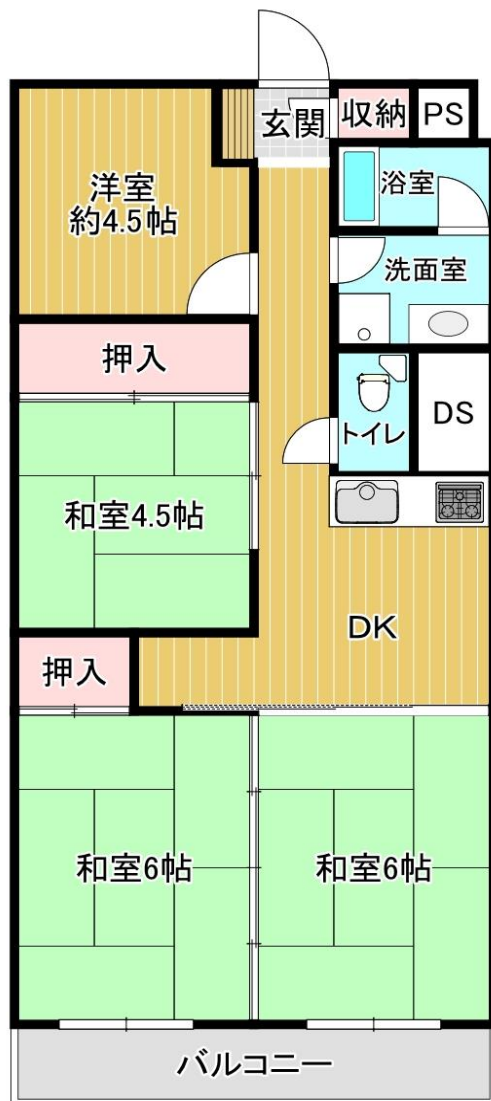 玄関
収納
PS
洋室
約4.5帖
浴室
洗面室
押入
トイレ
DS
和室4.5帖
DK
押入
和室6帖
和室6帖
バルコニー